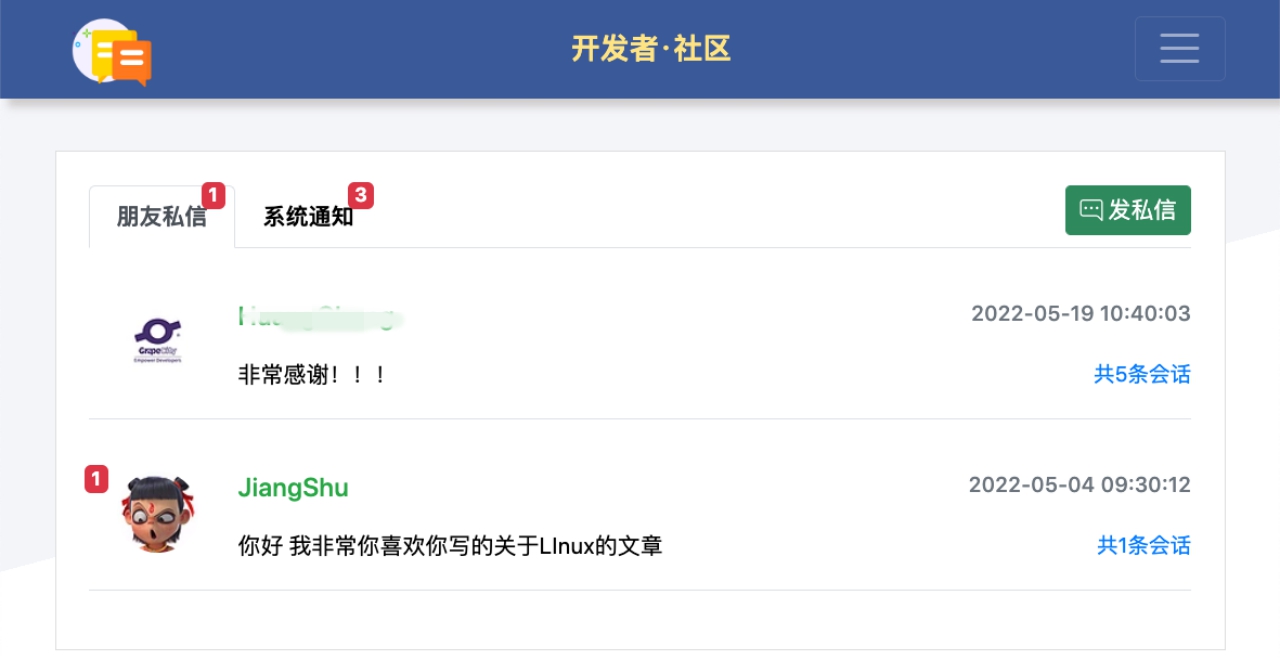 开发者·社区
朋友私信 1
系统通知 3
发私信
2022-05-19 10:40:03
GrapeCity
Empower Developers
非常感谢！！！
共5条会话
1
JiangShu
2022-05-04 09:30:12
你好 我非常你喜欢你写的关于LInux的文章
共1条会话